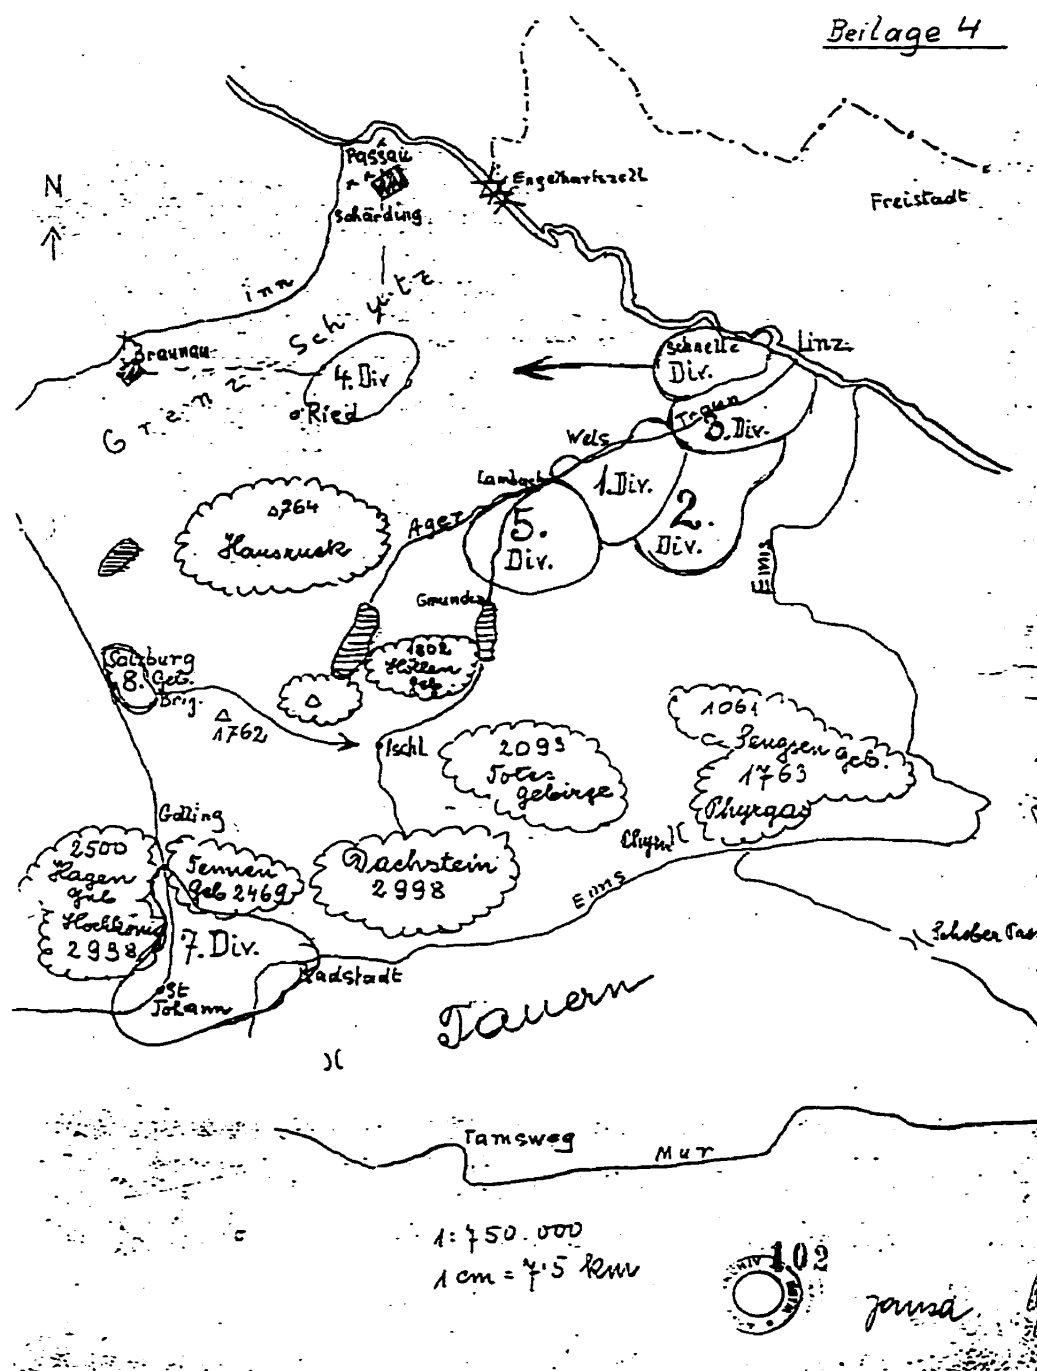 Beilage 4
Passau
Engelhartszell
N
Schärding
Freistadt
Inn
Grenz Schutz
Braunau
4. Div
Ried
Schnelle
Div.
Linz
Traun
3. Div.
Wels
Lambach
1. Div.
2.
Div.
5.
Div.
Ager
△764
Hausruck
Enns
Gmunden
1802
Höllen
Geb.
Salzburg
8. Geb.
Brig.
△
1762
Ischl
2093
Totes
Gebirge
1061
Sengsen Geb.
1763
Phyrgas
Golling
2500
Hagen
Geb
Hochkönig
2938
Tennen
Geb 2469
Dachstein
2998
Enns
7. Div.
St
Johann
Radstadt
Schober Pass
Tauern
Tamsweg
Mur
1:750.000
1 cm = 7·5 km
102
Jansa